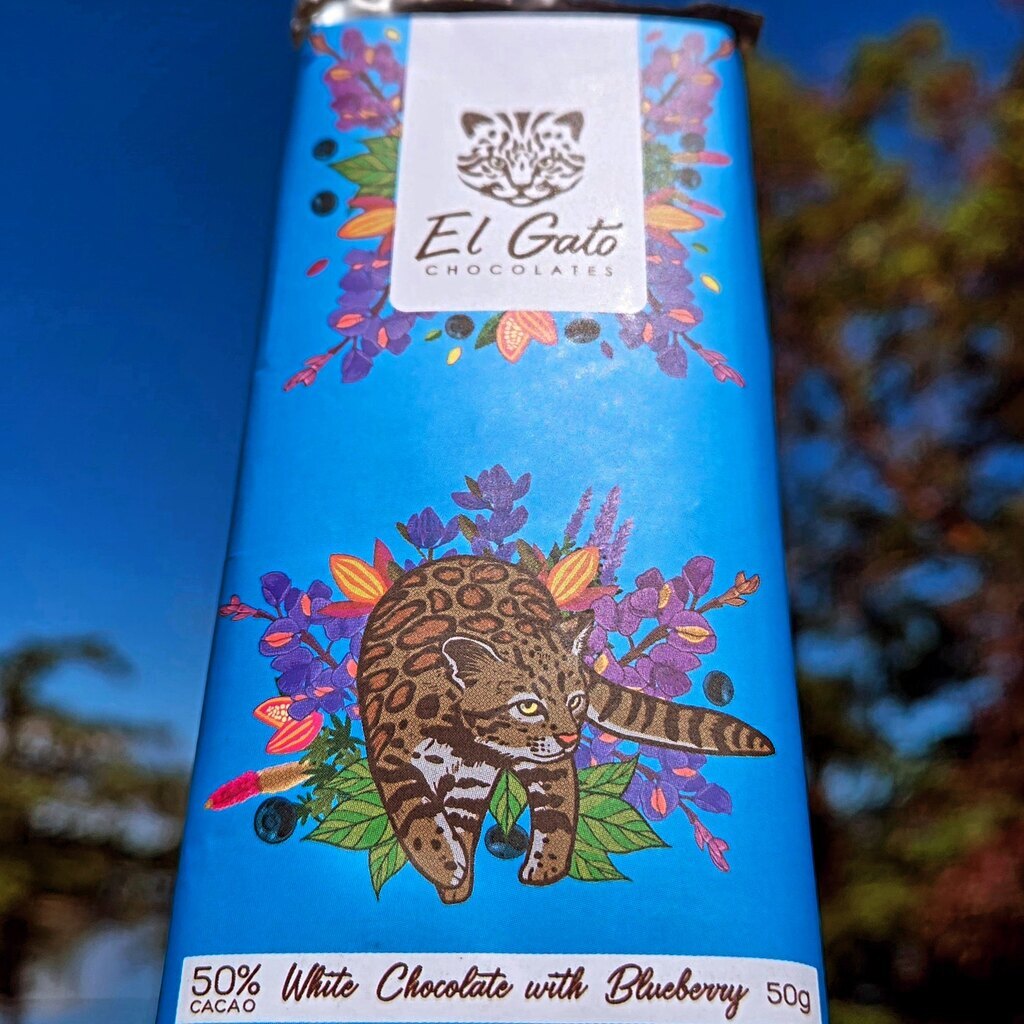 El Gato
CHOCOLATES
50% CACAO
White Chocolate with Blueberry
50g